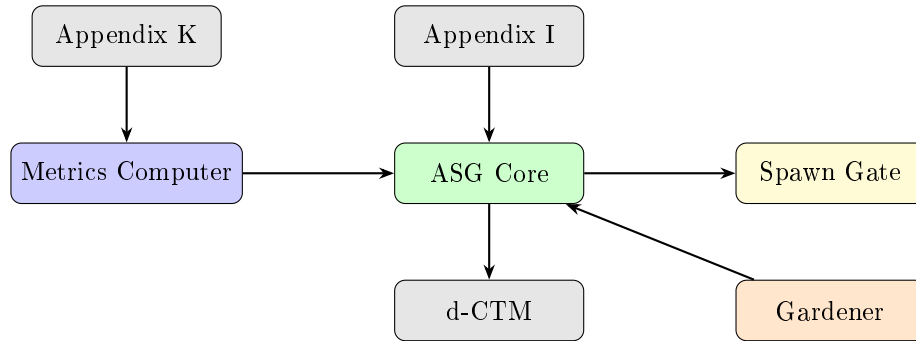 Appendix K
Appendix I
Metrics Computer
ASG Core
Spawn Gate
d-CTM
Gardener